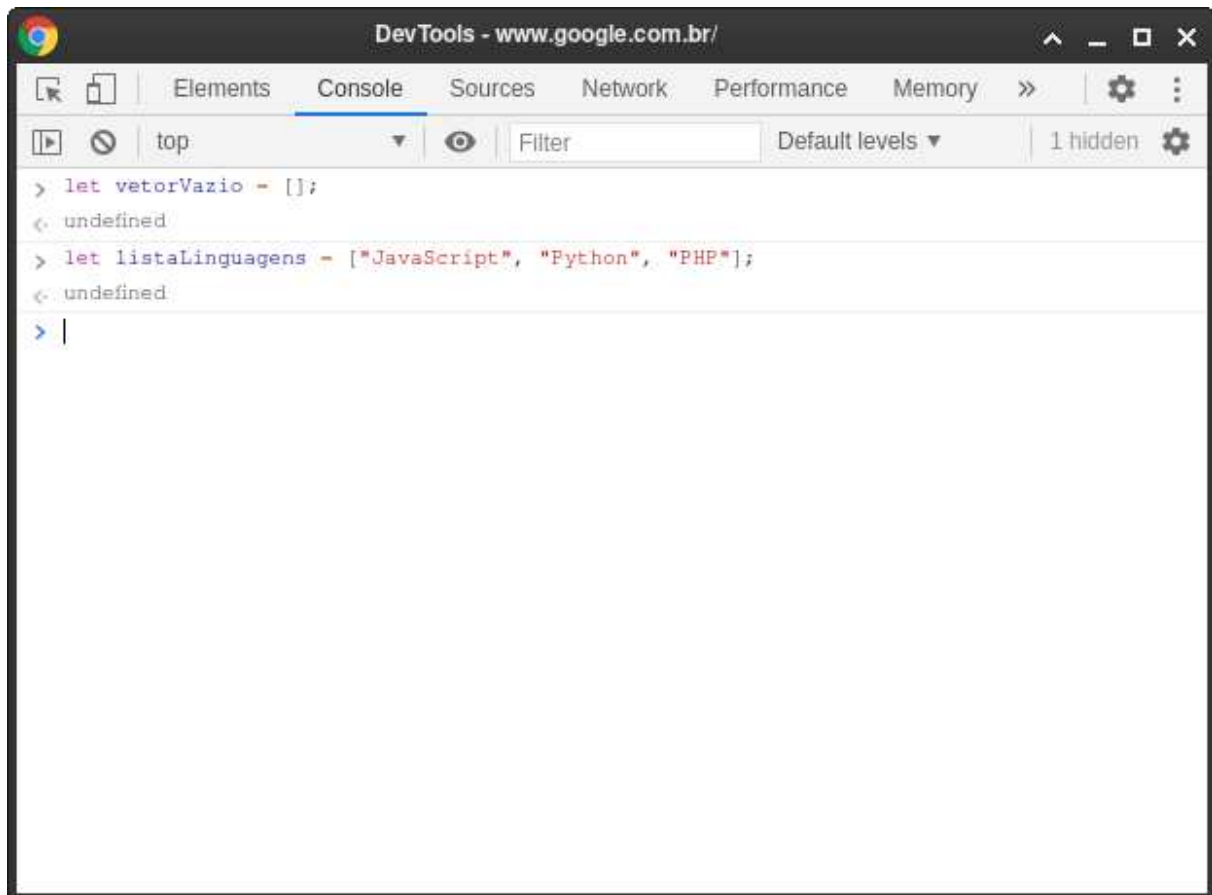 DevTools - www.google.com.br/
Elements Console Sources Network Performance Memory »
top Filter Default levels 1 hidden
> let vetorVazio = [];
<· undefined
> let listaLinguagens = ["JavaScript", "Python", "PHP"];
<· undefined
>